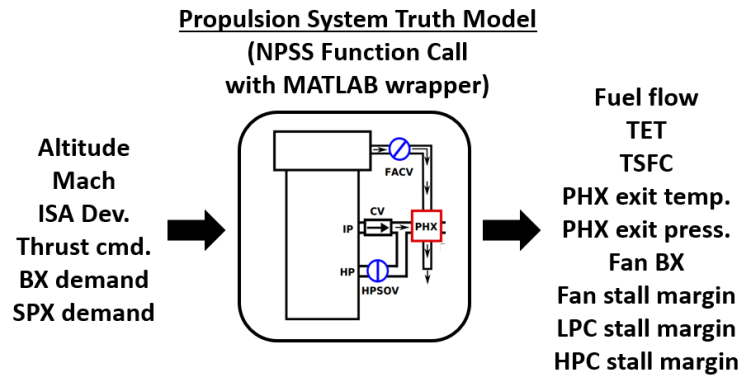 Propulsion System Truth Model
(NPSS Function Call
with MATLAB wrapper)
Altitude
Mach
ISA Dev.
Thrust cmd.
BX demand
SPX demand
FACV
CV
IP
PHX
HP
HPSOV
Fuel flow
TET
TSFC
PHX exit temp.
PHX exit press.
Fan BX
Fan stall margin
LPC stall margin
HPC stall margin